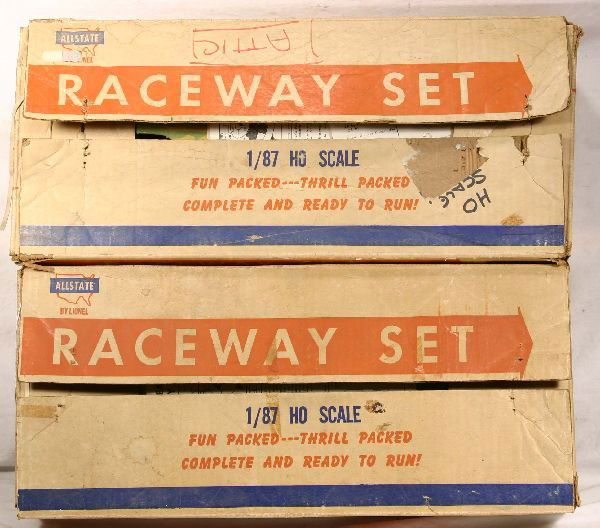 ALLSTATE
ATTIC
RACEWAY SET
1/87 HO SCALE
FUN PACKED---THRILL PACKED
COMPLETE AND READY TO RUN!
HO
SCALE
ALLSTATE
BY LIONEL
RACEWAY SET
1/87 HO SCALE
FUN PACKED---THRILL PACKED
COMPLETE AND READY TO RUN!